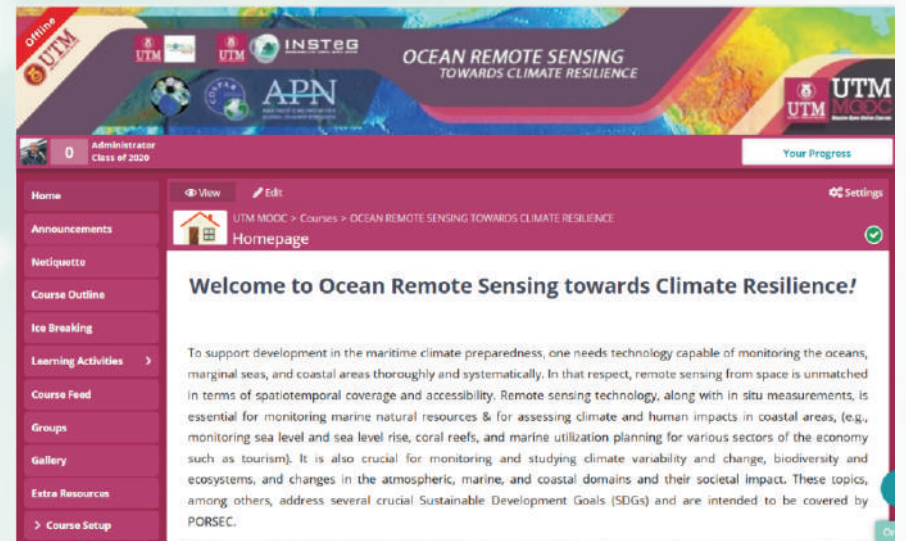 Offline
UTM
UTM
UTM
INSTeG
OCEAN REMOTE SENSING
TOWARDS CLIMATE RESILIENCE
APN
UTM
UTM
MOOC
0
Administrator
Class of 2020
Your Progress
Home
Announcements
Netiquette
Course Outline
Ice Breaking
Learning Activities >
Course Feed
Groups
Gallery
Extra Resources
> Course Setup
View Edit Settings
UTM MOOC > Courses > OCEAN REMOTE SENSING TOWARDS CLIMATE RESILIENCE
Homepage
Welcome to Ocean Remote Sensing towards Climate Resilience!
To support development in the maritime climate preparedness, one needs technology capable of monitoring the oceans,
marginal seas, and coastal areas thoroughly and systematically. In that respect, remote sensing from space is unmatched
in terms of spatiotemporal coverage and accessibility. Remote sensing technology, along with in situ measurements, is
essential for monitoring marine natural resources & for assessing climate and human impacts in coastal areas, (e.g.,
monitoring sea level and sea level rise, coral reefs, and marine utilization planning for various sectors of the economy
such as tourism). It is also crucial for monitoring and studying climate variability and change, biodiversity and
ecosystems, and changes in the atmospheric, marine, and coastal domains and their societal impact. These topics,
among others, address several crucial Sustainable Development Goals (SDGs) and are intended to be covered by
PORSEC.